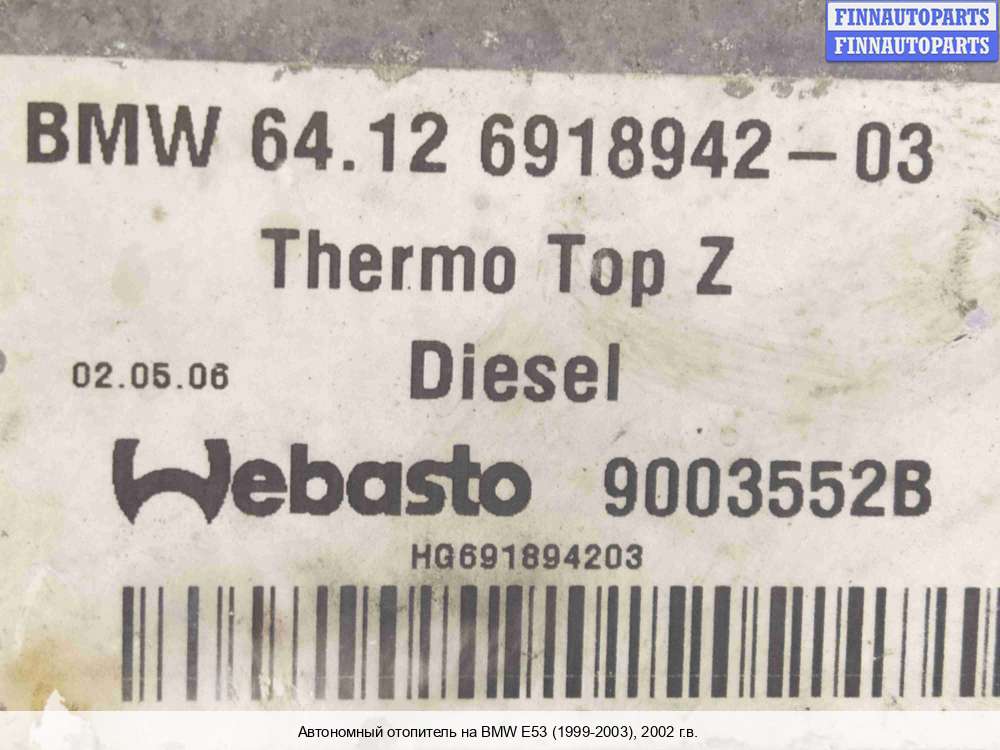 FINNAUTOPARTS
FINNAUTOPARTS
BMW 64.12 6918942-03
Thermo Top Z
Diesel
02.05.06
Webasto 9003552B
HG691894203
Автономный отопитель на BMW E53 (1999-2003), 2002 г.в.